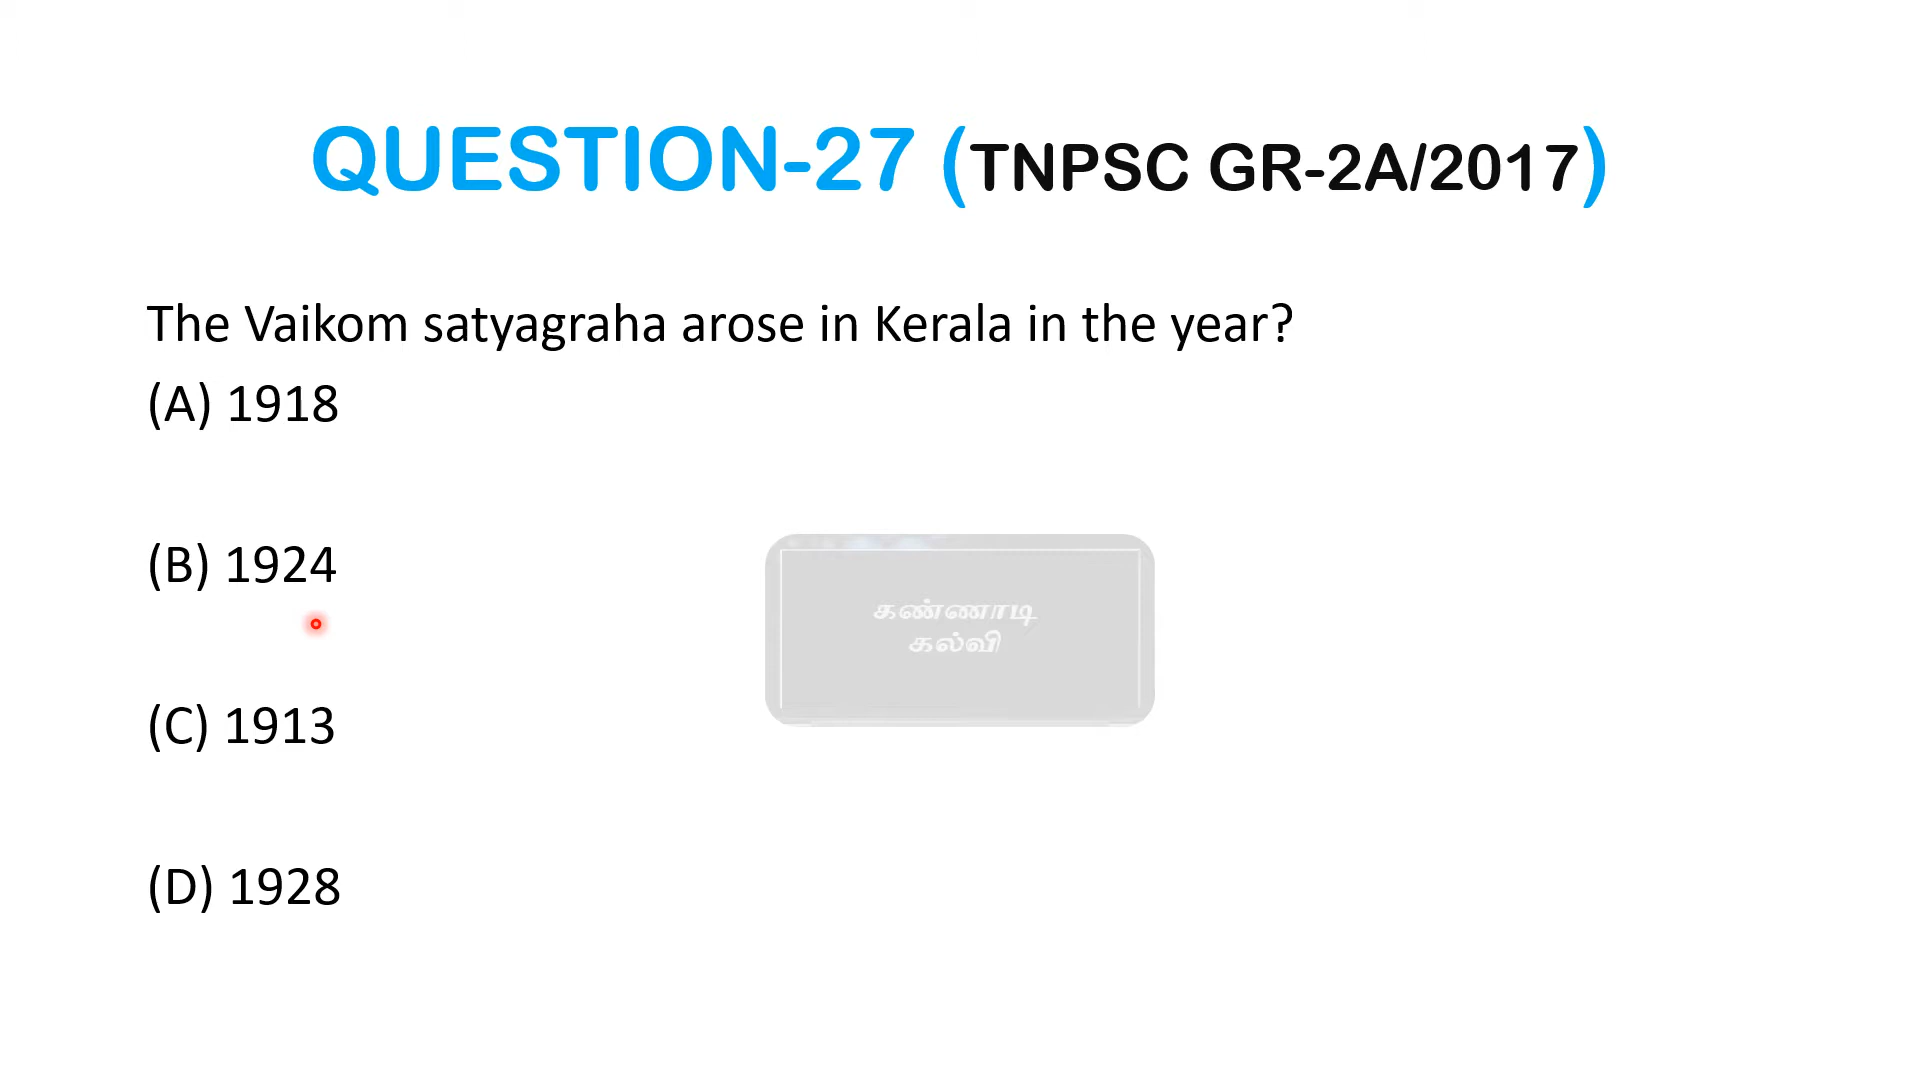 QUESTION-27 (TNPSC GR-2A/2017)
The Vaikom satyagraha arose in Kerala in the year?
(A) 1918
(B) 1924
கண்ணாடி
கல்வி
(C) 1913
(D) 1928